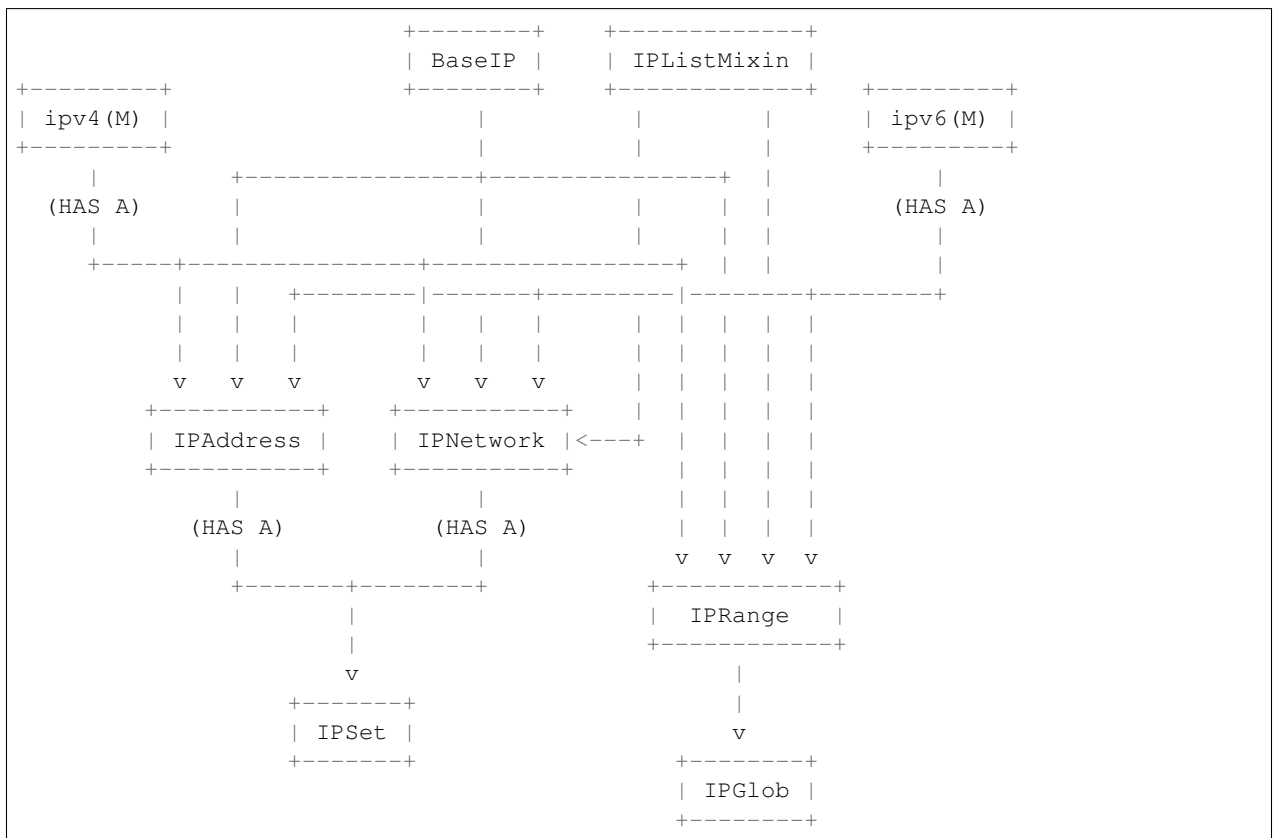 BaseIP IPListMixin
ipv4(M) ipv6(M)
(HAS A) (HAS A)
IPAddress IPNetwork
(HAS A) (HAS A)
IPRange
IPSet
IPGlob